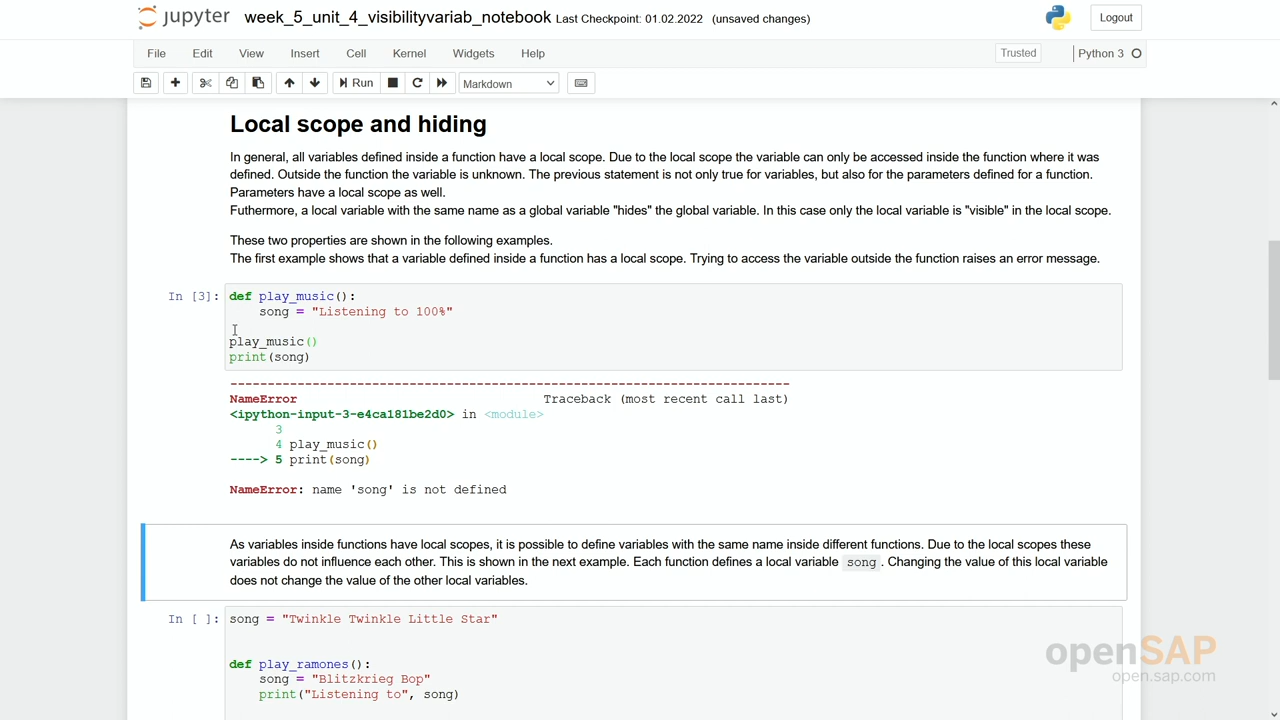 jupyter week_5_unit_4_visibilityvariab_notebook Last Checkpoint: 01.02.2022 (unsaved changes) Logout
File Edit View Insert Cell Kernel Widgets Help Trusted Python 3
Run Markdown
Local scope and hiding
In general, all variables defined inside a function have a local scope. Due to the local scope the variable can only be accessed inside the function where it was
defined. Outside the function the variable is unknown. The previous statement is not only true for variables, but also for the parameters defined for a function.
Parameters have a local scope as well.
Futhermore, a local variable with the same name as a global variable "hides" the global variable. In this case only the local variable is "visible" in the local scope.
These two properties are shown in the following examples.
The first example shows that a variable defined inside a function has a local scope. Trying to access the variable outside the function raises an error message.
In [3]: def play_music():
song = "Listening to 100%"
play_music()
print(song)
---------------------------------------------------------------------------
NameError Traceback (most recent call last)
<ipython-input-3-e4ca181be2d0> in <module>
3
4 play_music()
----> 5 print(song)
NameError: name 'song' is not defined
As variables inside functions have local scopes, it is possible to define variables with the same name inside different functions. Due to the local scopes these
variables do not influence each other. This is shown in the next example. Each function defines a local variable song . Changing the value of this local variable
does not change the value of the other local variables.
In [ ]: song = "Twinkle Twinkle Little Star"
def play_ramones():
song = "Blitzkrieg Bop"
print("Listening to", song)
openSAP
open.sap.com